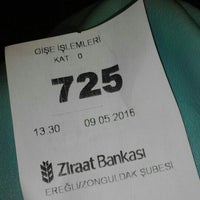 GİŞE İŞLEMLERİ
KAT 0
725
13:30 09.05.2016
Ziraat Bankası
EREĞLİ/ZONGULDAK ŞUBESİ